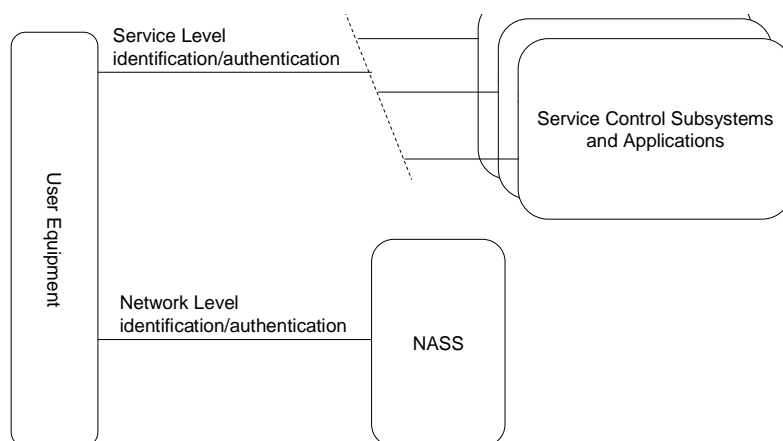 Service Level
identification/authentication
Service Control Subsystems
and Applications
User Equipment
Network Level
identification/authentication
NASS